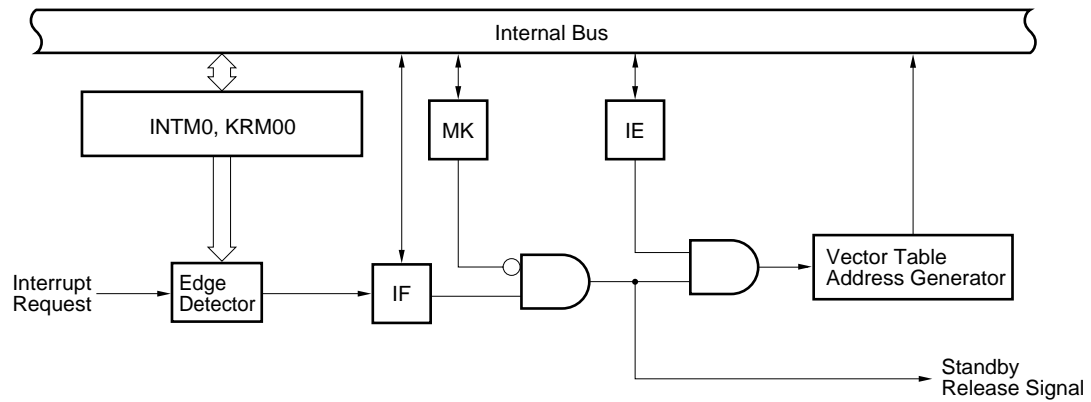 Internal Bus
INTM0, KRM00
MK
IE
Interrupt
Request
Edge
Detector
IF
Vector Table
Address Generator
Standby
Release Signal